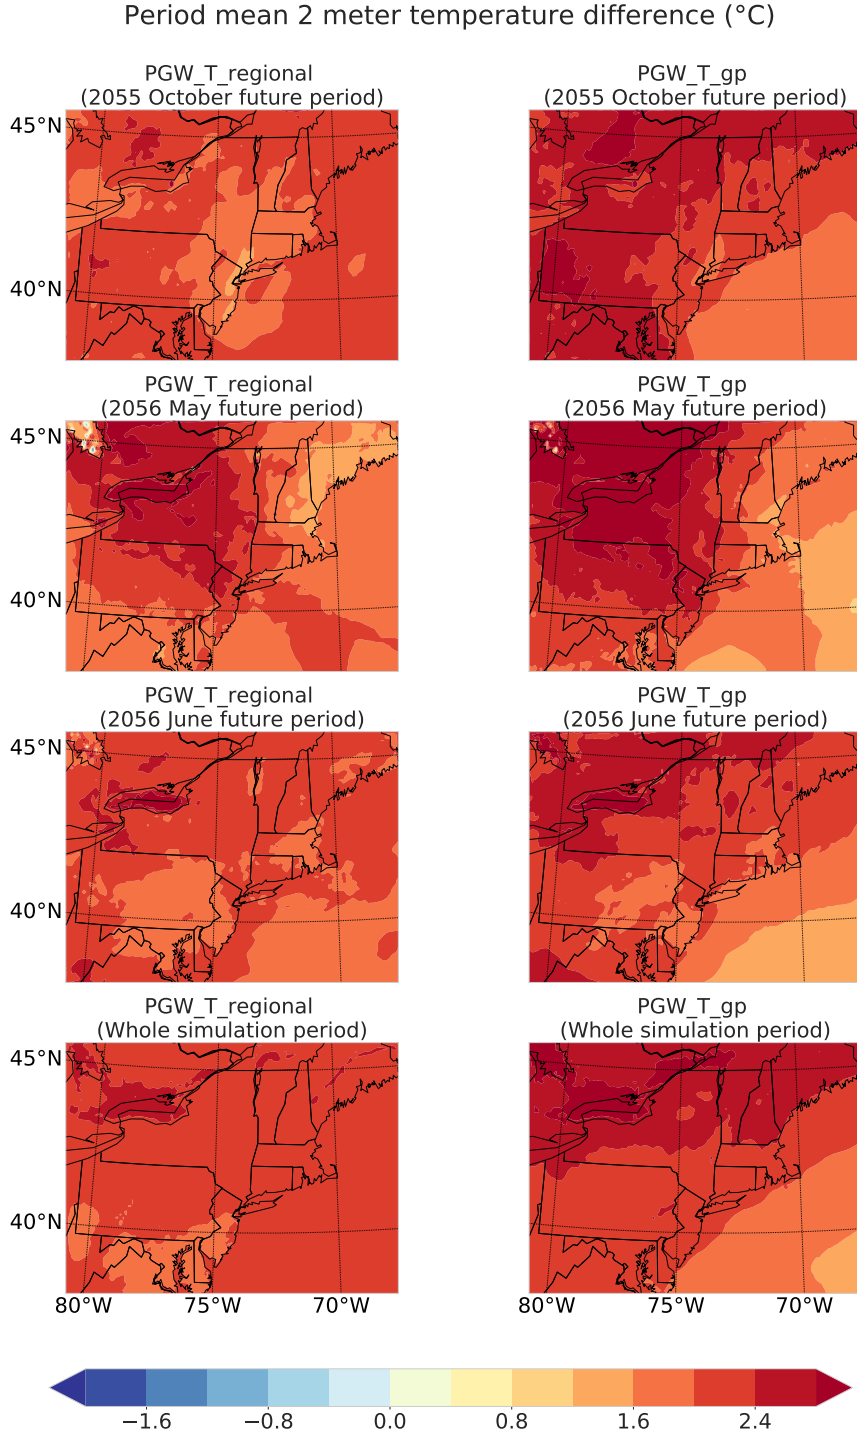 Period mean 2 meter temperature difference (°C)
PGW_T_regional
(2055 October future period)
PGW_T_gp
(2055 October future period)
45°N
40°N
PGW_T_regional
(2056 May future period)
PGW_T_gp
(2056 May future period)
45°N
40°N
PGW_T_regional
(2056 June future period)
PGW_T_gp
(2056 June future period)
45°N
40°N
PGW_T_regional
(Whole simulation period)
PGW_T_gp
(Whole simulation period)
45°N
40°N
80°W 75°W 70°W 80°W 75°W 70°W
−1.6 −0.8 0.0 0.8 1.6 2.4